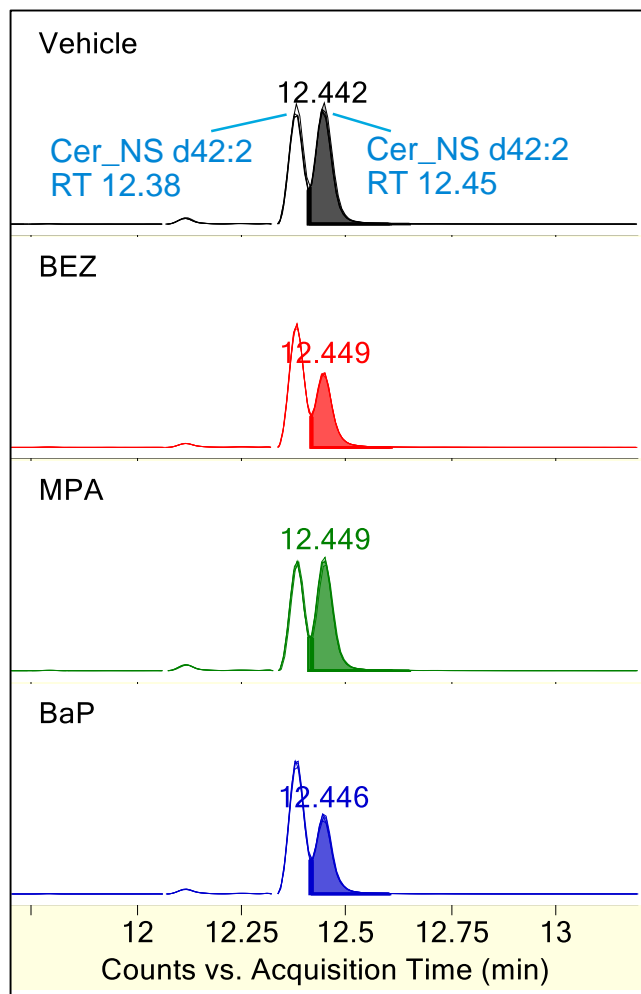 Vehicle
12.442
Cer_NS d42:2
RT 12.38
Cer_NS d42:2
RT 12.45
BEZ
12.449
MPA
12.449
BaP
12.446
12 12.25 12.5 12.75 13
Counts vs. Acquisition Time (min)